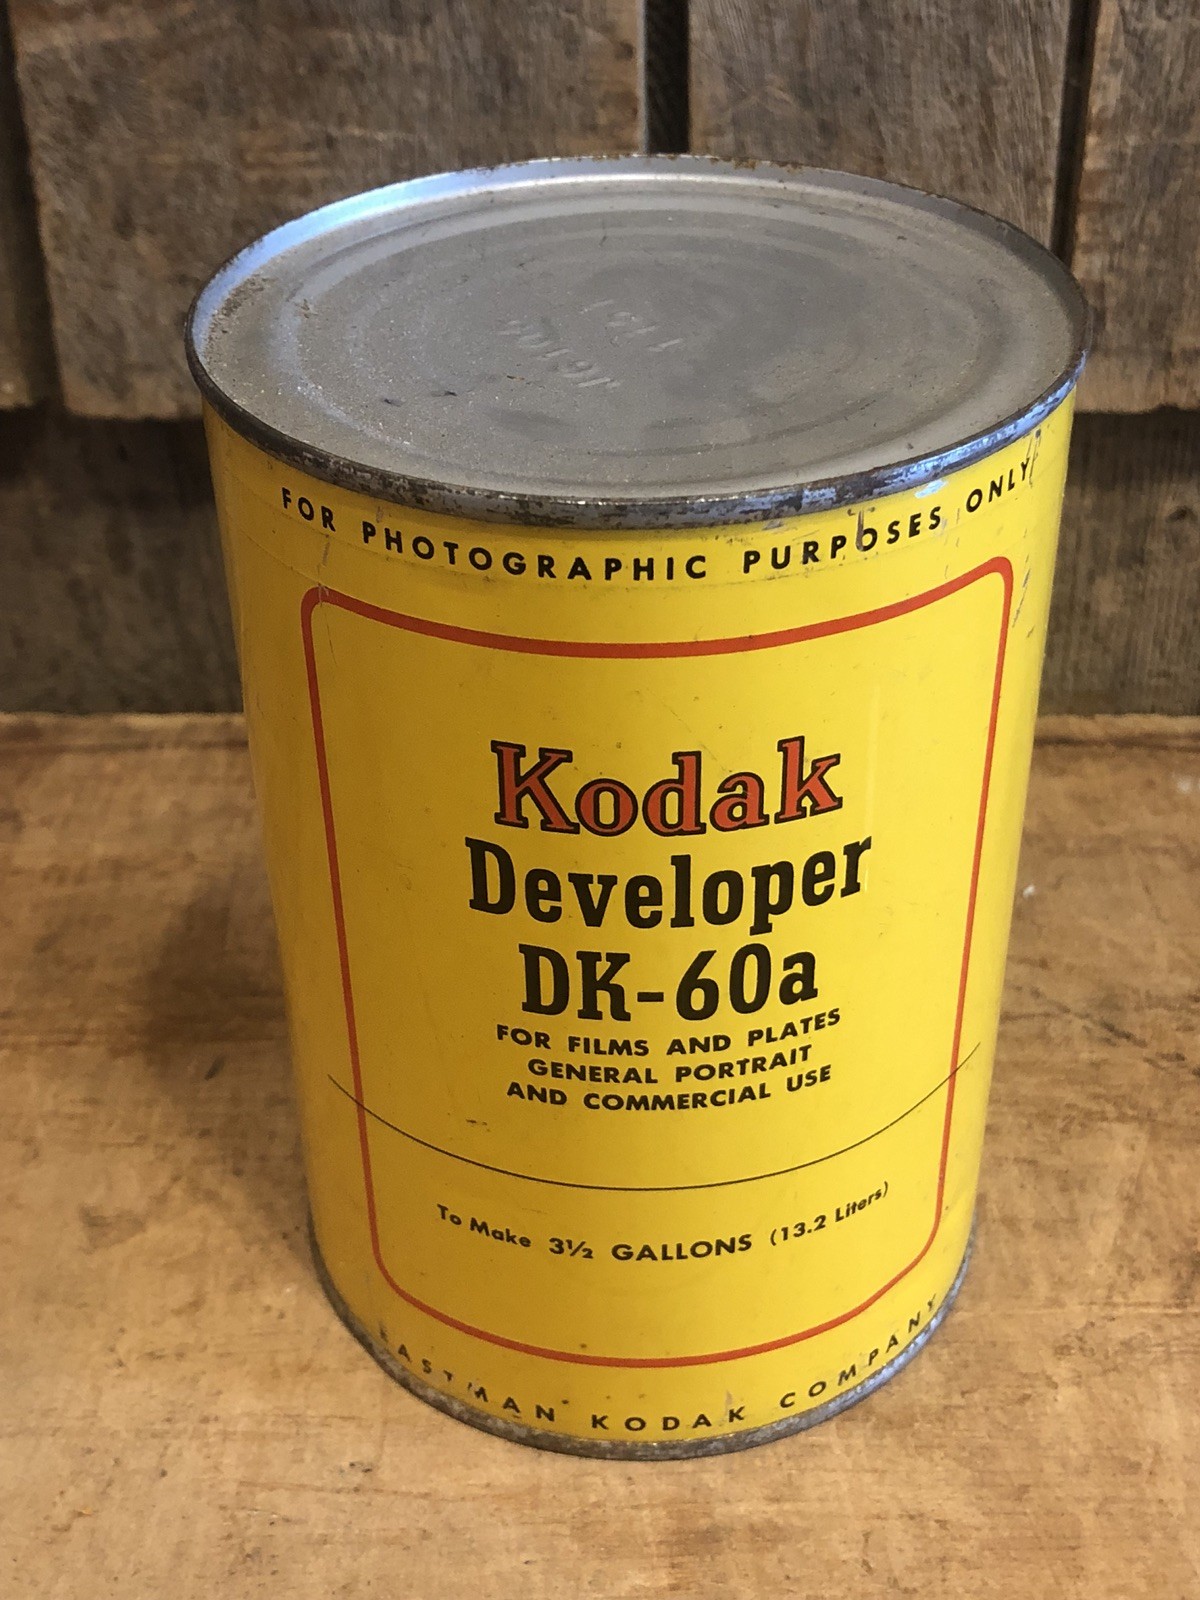 FOR PHOTOGRAPHIC PURPOSES ONLY
Kodak
Developer
DK-60a
FOR FILMS AND PLATES
GENERAL PORTRAIT
AND COMMERCIAL USE
To Make 3½ GALLONS (13.2 Liters)
EASTMAN KODAK COMPANY